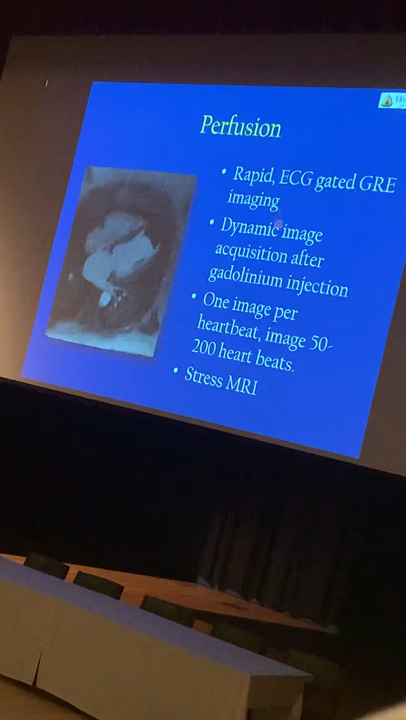 Perfusion
• Rapid, ECG gated GRE
imaging
• Dynamic image
acquisition after
gadolinium injection
• One image per
heartbeat, image 50-
200 heart beats.
• Stress MRI